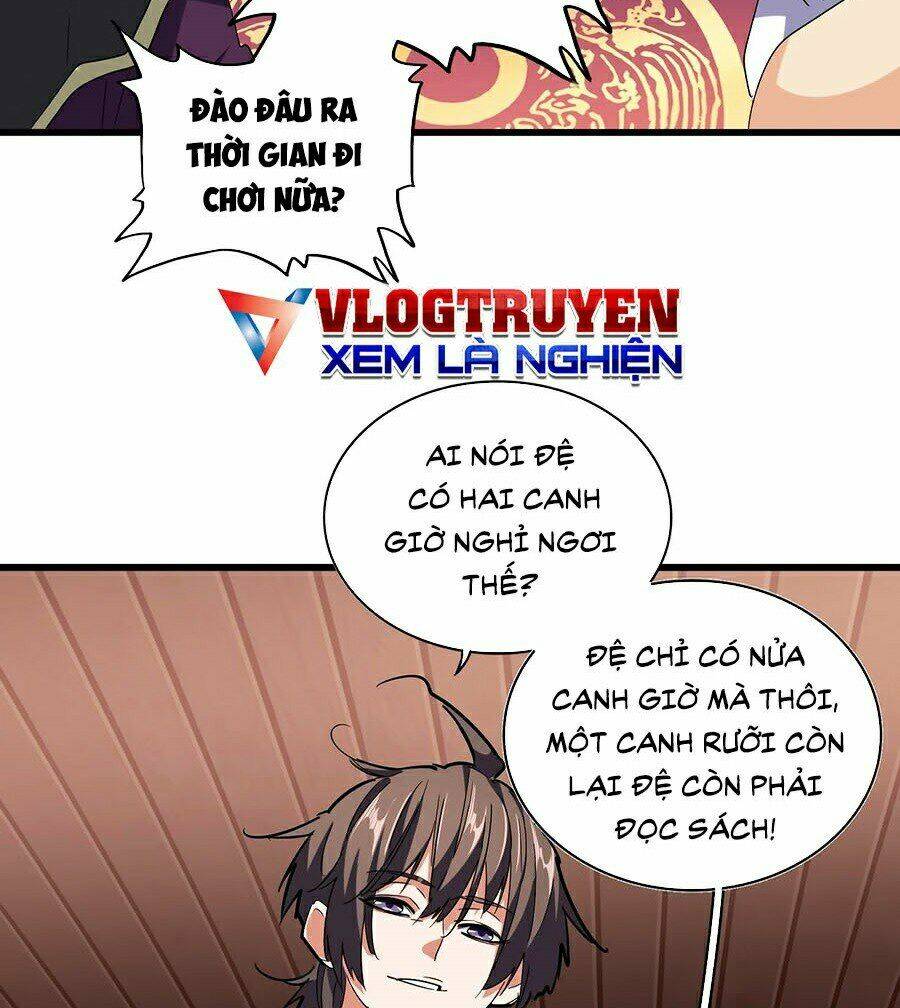 ĐÀO ĐÂU RA
THỜI GIAN ĐI
CHƠI NỮA?
VLOGTRUYEN
XEM LÀ NGHIỆN
AI NÓI ĐỆ
CÓ HAI CANH
GIỜ NGHỈ NGƠI
THẾ?
ĐỆ CHỈ CÓ NỬA
CANH GIỜ MÀ THÔI,
MỘT CANH RƯỠI CÒN
LẠI ĐỆ CÒN PHẢI
ĐỌC SÁCH!